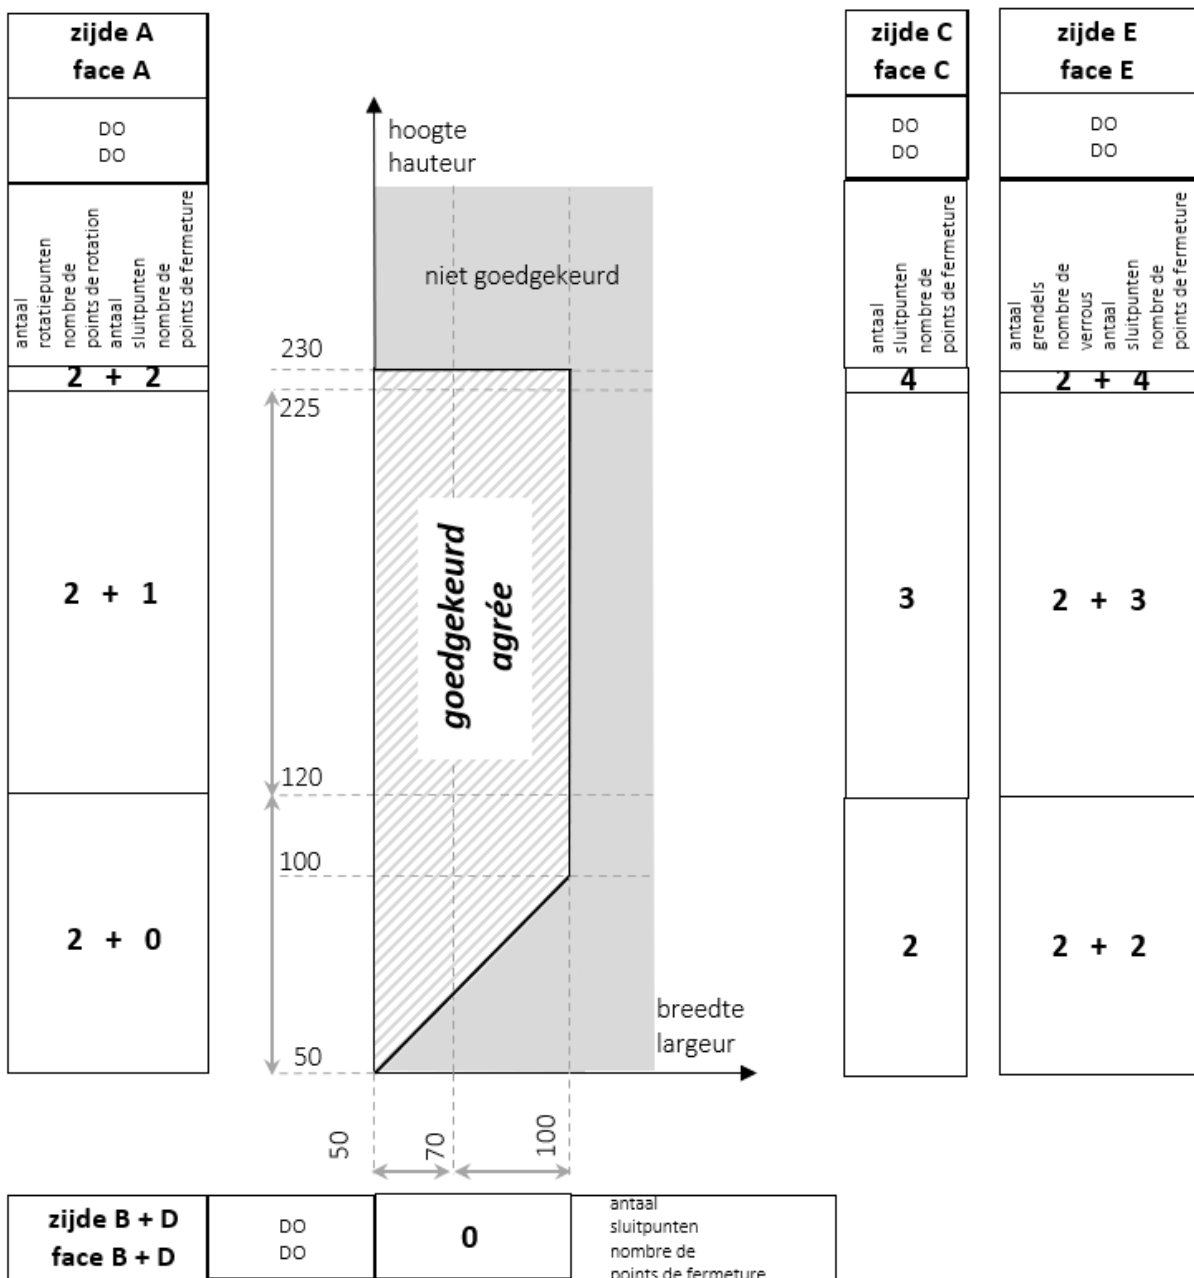 zijde A
face A
DO
DO
antaal
rotatiepunten
nombre de
points de rotation
antaal
sluitpunten
nombre de
points de fermeture
2 + 2
2 + 1
2 + 0
hoogte
hauteur
niet goedgekeurd
230
225
120
100
50
goedgekeurd
agrée
breedte
largeur
50
70
100
zijde C
face C
DO
DO
antaal
sluitpunten
nombre de
points de fermeture
4
3
2
zijde E
face E
DO
DO
antaal
grendels
nombre de
verrous
antaal
sluitpunten
nombre de
points de fermeture
2 + 4
2 + 3
2 + 2
zijde B + D
face B + D
DO
DO
0
antaal
sluitpunten
nombre de
points de fermeture